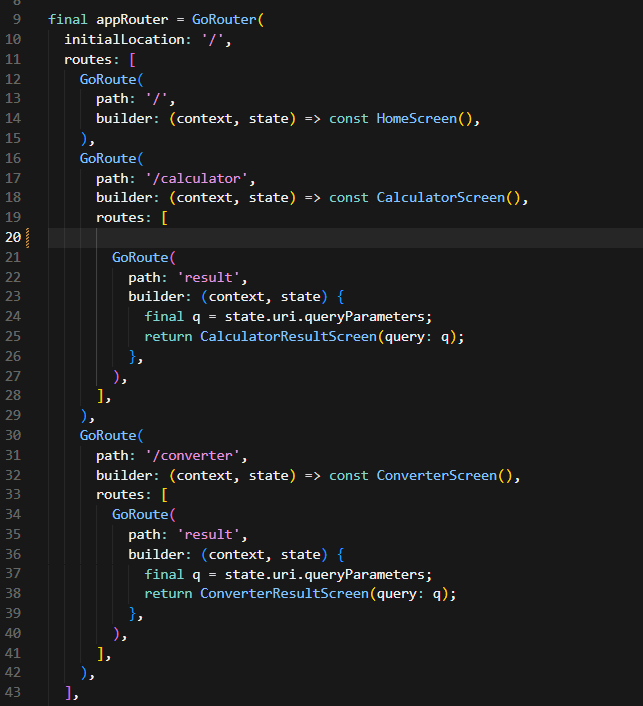 8
9 final appRouter = GoRouter(
10   initialLocation: '/',
11   routes: [
12     GoRoute(
13       path: '/',
14       builder: (context, state) => const HomeScreen(),
15     ),
16     GoRoute(
17       path: '/calculator',
18       builder: (context, state) => const CalculatorScreen(),
19       routes: [
20
21         GoRoute(
22           path: 'result',
23           builder: (context, state) {
24             final q = state.uri.queryParameters;
25             return CalculatorResultScreen(query: q);
26           },
27         ),
28       ],
29     ),
30     GoRoute(
31       path: '/converter',
32       builder: (context, state) => const ConverterScreen(),
33       routes: [
34         GoRoute(
35           path: 'result',
36           builder: (context, state) {
37             final q = state.uri.queryParameters;
38             return ConverterResultScreen(query: q);
39           },
40         ),
41       ],
42     ),
43   ],